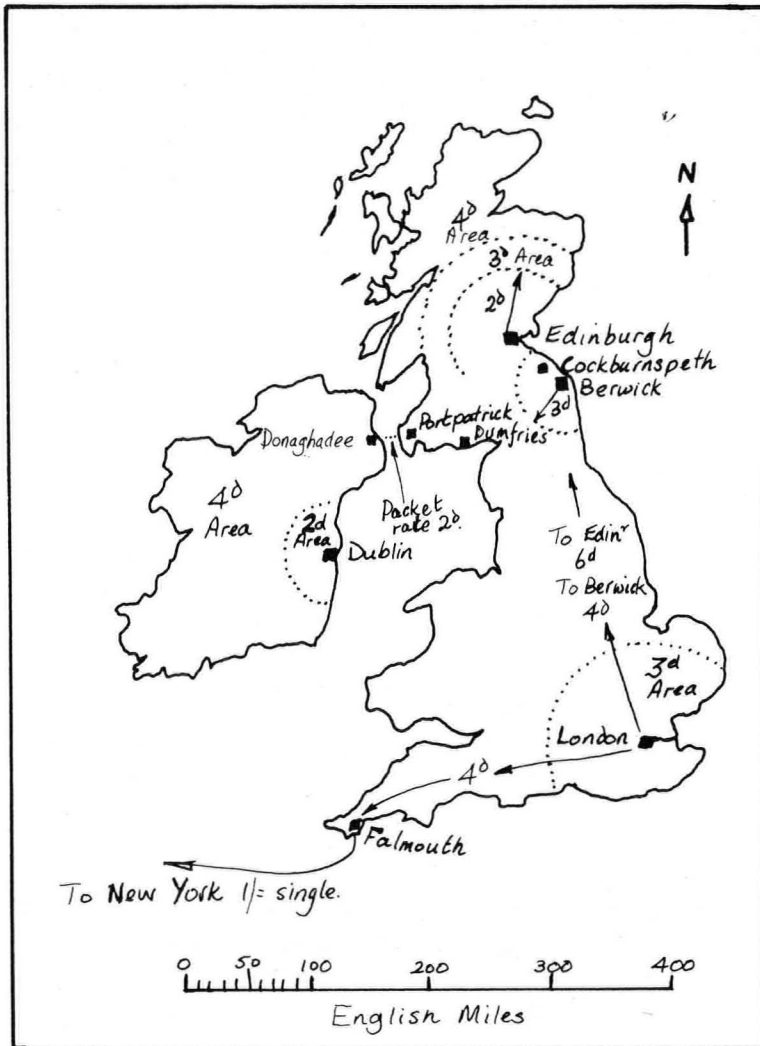 N
4d
Area
3d Area
2d
Edinburgh
Cockburnspeth
Berwick
3d
Portpatrick
Dumfries
Donaghadee
4d
Area
Packet
rate 2d.
2d
Area
Dublin
To Edinr
6d
To Berwick
4d
3d
Area
London
4d
Falmouth
To New York 1/= single.
0 50 100 200 300 400
English Miles